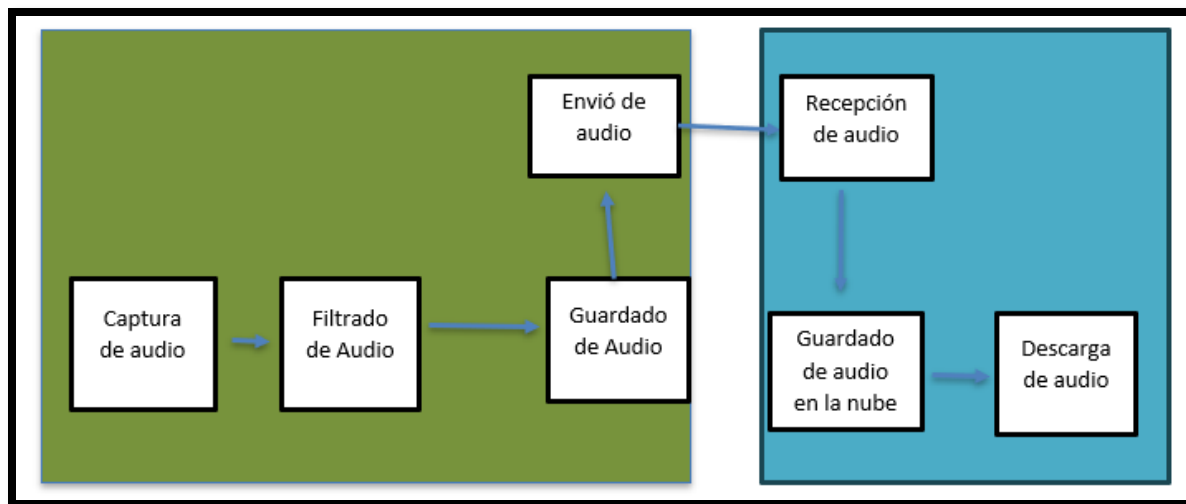 Envió de
audio
Recepción
de audio
Captura
de audio
Filtrado
de Audio
Guardado
de Audio
Guardado
de audio
en la nube
Descarga
de audio